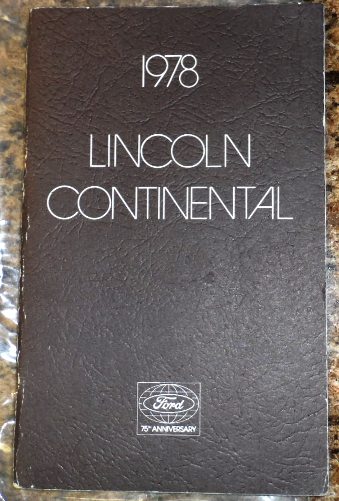 1978
LINCOLN
CONTINENTAL
Ford
75TH ANNIVERSARY